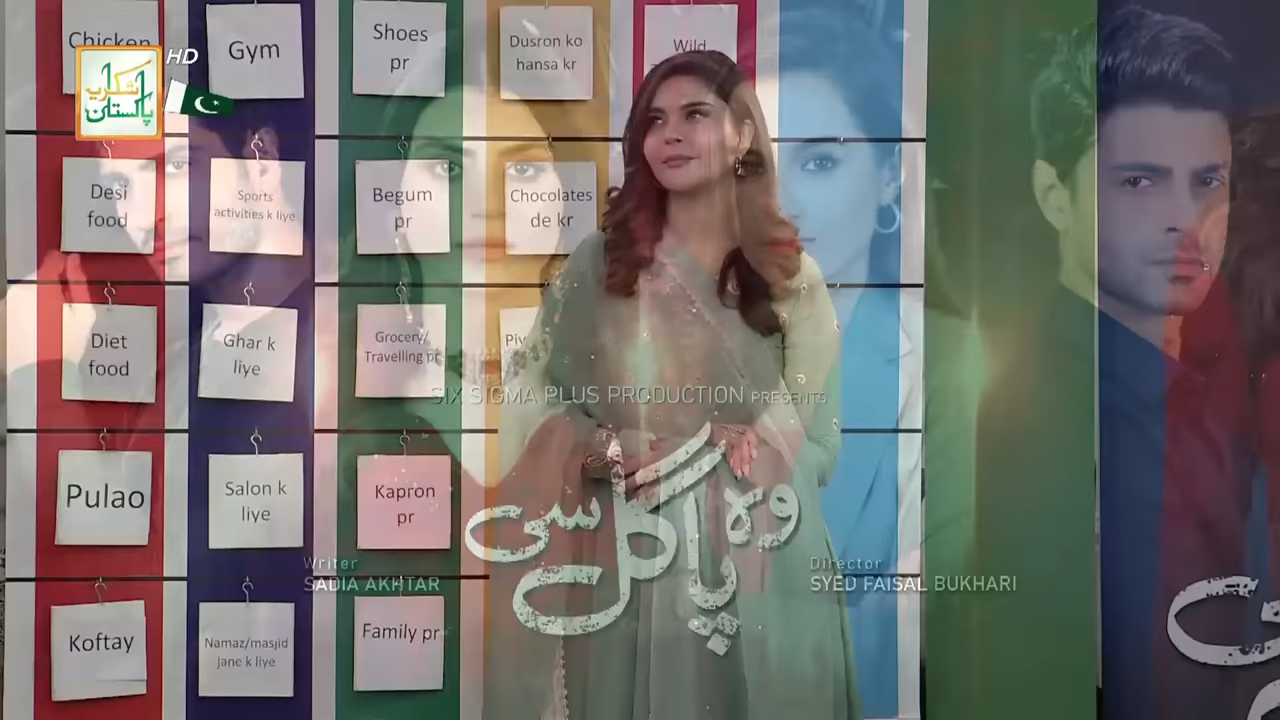 Chicken
شکریہ
پاکستان
HD
Gym
Shoes
pr
Dusron ko
hansa kr
Wild
Desi
food
Sports
activities k liye
Begum
pr
Chocolates
de kr
Diet
food
Ghar k
liye
Grocery/
Travelling pr
SIX SIGMA PLUS PRODUCTION PRESENTS
Pulao
Salon k
liye
Kapron
pr
وہ پاگل سی
Writer
SADIA AKHTAR
Director
SYED FAISAL BUKHARI
Koftay
Namaz/masjid
jane k liye
Family pr